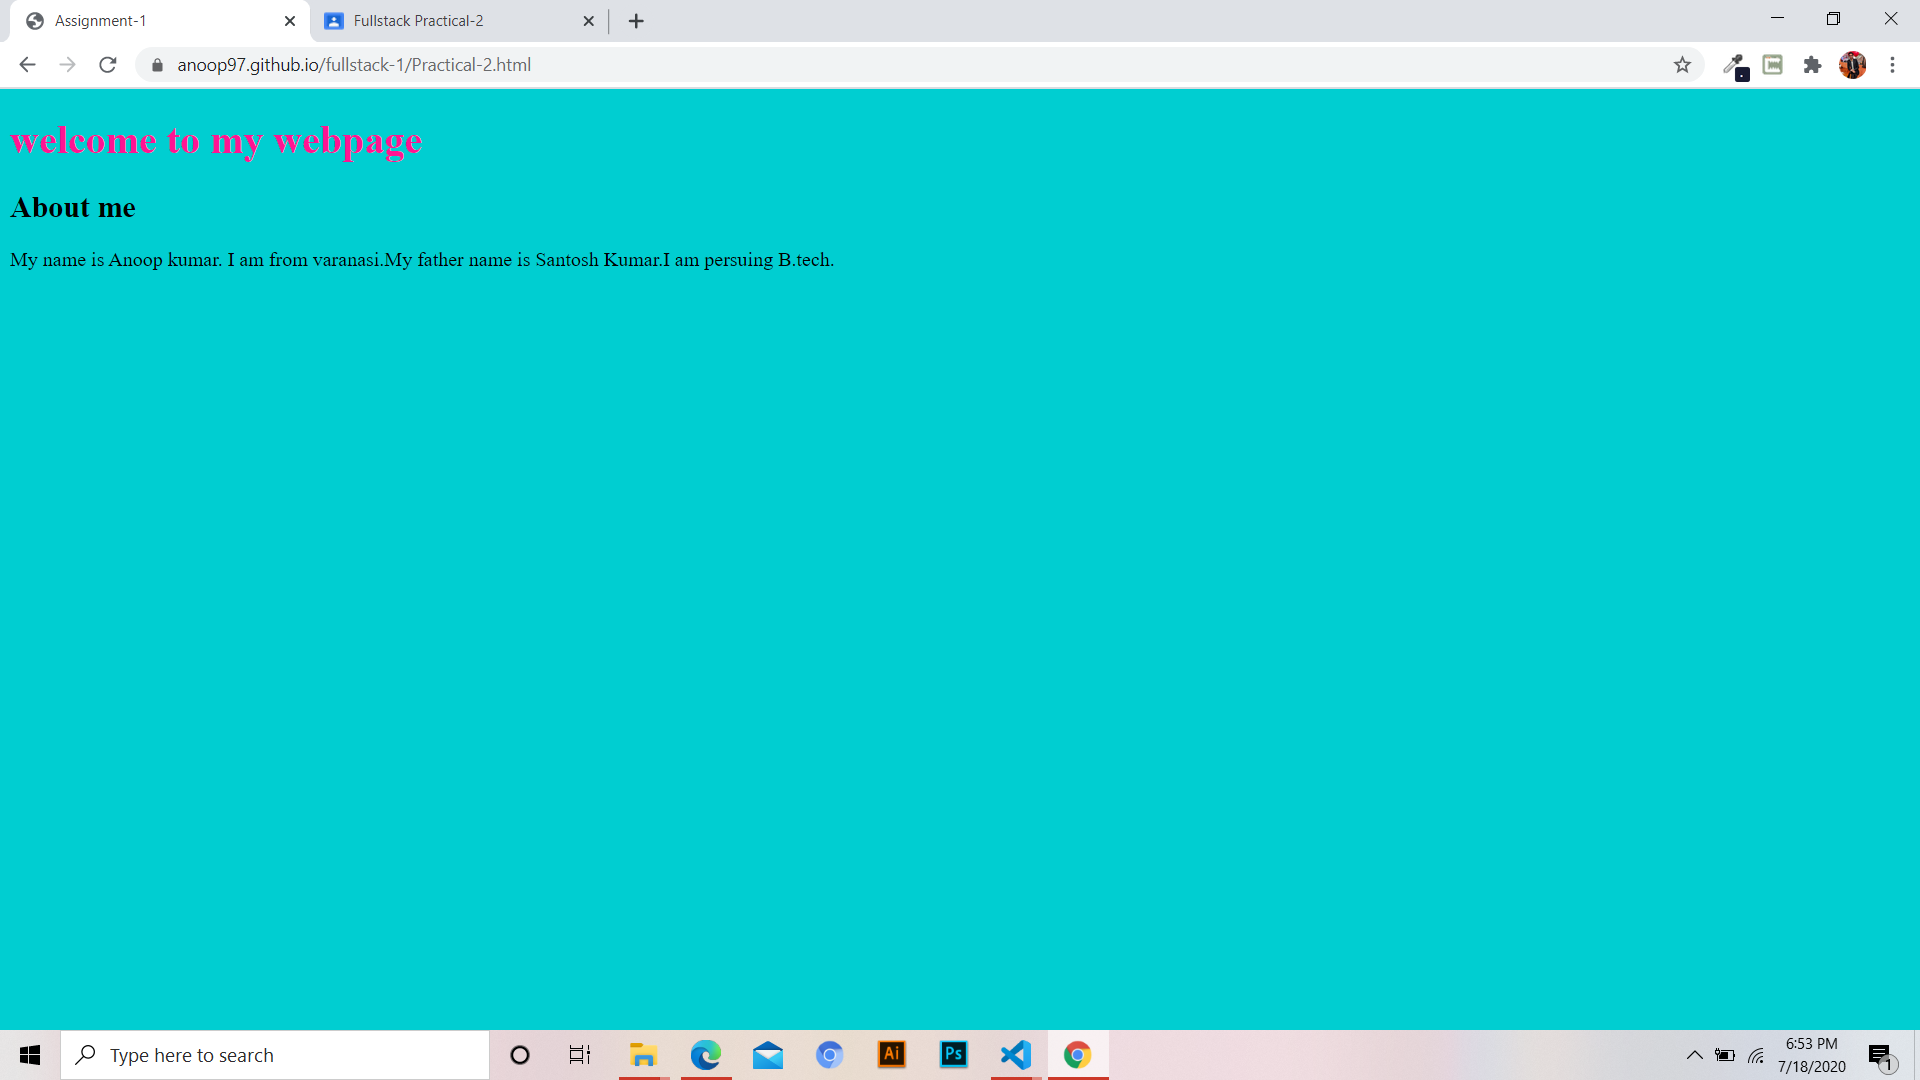 Assignment-1
Fullstack Practical-2
anoop97.github.io/fullstack-1/Practical-2.html
welcome to my webpage
About me
My name is Anoop kumar. I am from varanasi.My father name is Santosh Kumar.I am persuing B.tech.
Type here to search
Ai
Ps
6:53 PM
7/18/2020
1